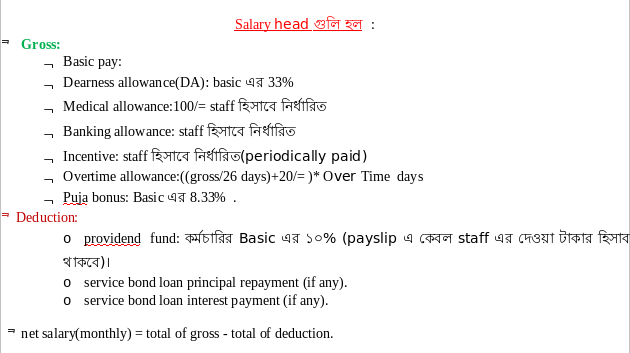 Salary head গুলি হল :
Gross:
Basic pay:
Dearness allowance(DA): basic এর 33%
Medical allowance:100/= staff হিসাবে নির্ধারিত
Banking allowance: staff হিসাবে নির্ধারিত
Incentive: staff হিসাবে নির্ধারিত(periodically paid)
Overtime allowance:((gross/26 days)+20/= )* Over Time days
Puja bonus: Basic এর 8.33% .
Deduction:
o providend fund: কর্মচারির Basic এর ১০% (payslip এ কেবল staff এর দেওয়া টাকার হিসাব
থাকবে)।
o service bond loan principal repayment (if any).
o service bond loan interest payment (if any).
net salary(monthly) = total of gross - total of deduction.